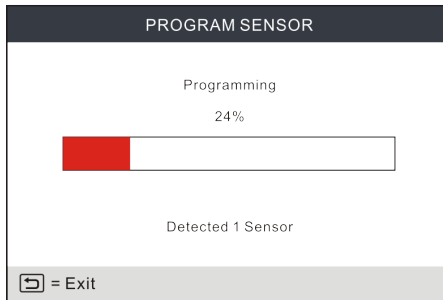 PROGRAM SENSOR
Programming
24%
Detected 1 Sensor
= Exit